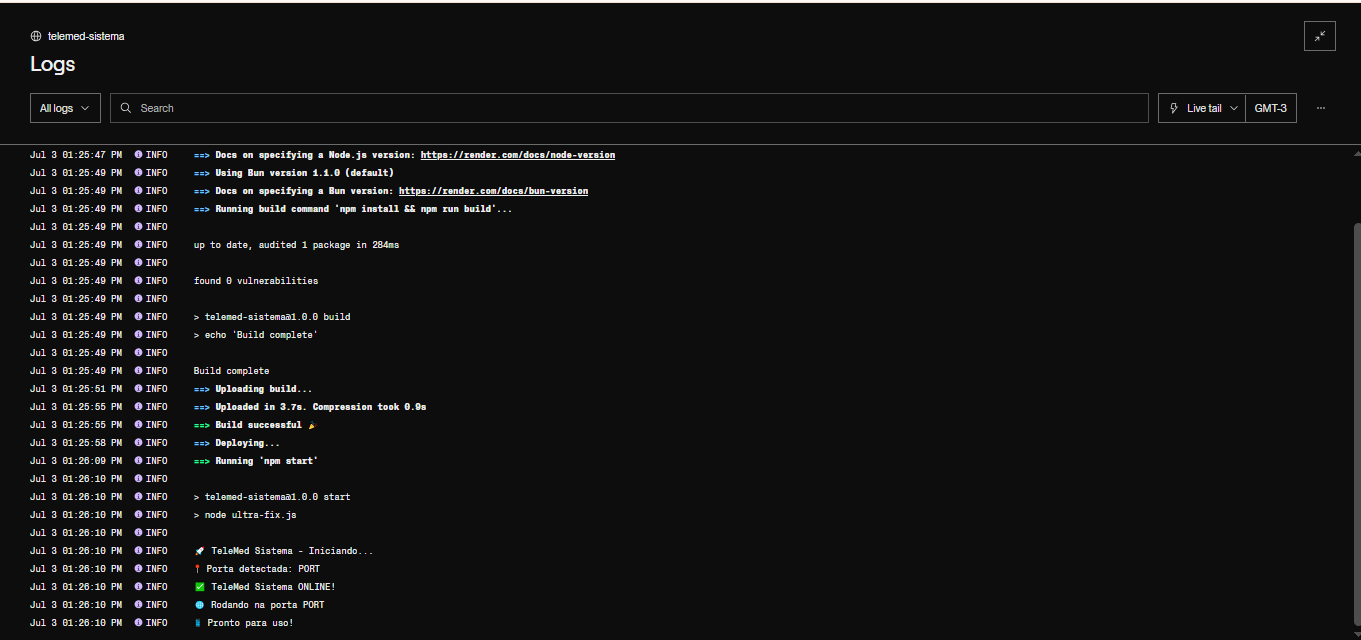 telemed-sistema
Logs
All logs
Search
Live tail
GMT-3
Jul 3 01:25:47 PM INFO ==> Docs on specifying a Node.js version: https://render.com/docs/node-version
Jul 3 01:25:49 PM INFO ==> Using Bun version 1.1.0 (default)
Jul 3 01:25:49 PM INFO ==> Docs on specifying a Bun version: https://render.com/docs/bun-version
Jul 3 01:25:49 PM INFO ==> Running build command 'npm install && npm run build'...
Jul 3 01:25:49 PM INFO
Jul 3 01:25:49 PM INFO up to date, audited 1 package in 284ms
Jul 3 01:25:49 PM INFO
Jul 3 01:25:49 PM INFO found 0 vulnerabilities
Jul 3 01:25:49 PM INFO
Jul 3 01:25:49 PM INFO > telemed-sistema@1.0.0 build
Jul 3 01:25:49 PM INFO > echo 'Build complete'
Jul 3 01:25:49 PM INFO
Jul 3 01:25:49 PM INFO Build complete
Jul 3 01:25:51 PM INFO ==> Uploading build...
Jul 3 01:25:55 PM INFO ==> Uploaded in 3.7s. Compression took 0.9s
Jul 3 01:25:55 PM INFO ==> Build successful 🎉
Jul 3 01:25:58 PM INFO ==> Deploying...
Jul 3 01:26:09 PM INFO ==> Running 'npm start'
Jul 3 01:26:10 PM INFO
Jul 3 01:26:10 PM INFO > telemed-sistema@1.0.0 start
Jul 3 01:26:10 PM INFO > node ultra-fix.js
Jul 3 01:26:10 PM INFO
Jul 3 01:26:10 PM INFO 🚀 TeleMed Sistema - Iniciando...
Jul 3 01:26:10 PM INFO 📍 Porta detectada: PORT
Jul 3 01:26:10 PM INFO ✅ TeleMed Sistema ONLINE!
Jul 3 01:26:10 PM INFO 🌐 Rodando na porta PORT
Jul 3 01:26:10 PM INFO 📱 Pronto para uso!